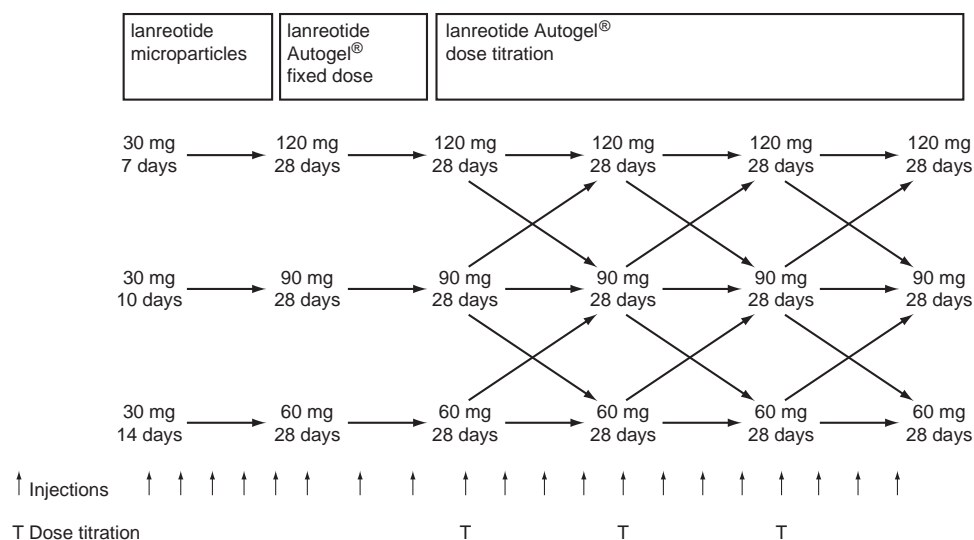 lanreotide
microparticles
lanreotide
Autogel®
fixed dose
lanreotide Autogel®
dose titration
30 mg
7 days
120 mg
28 days
120 mg
28 days
120 mg
28 days
120 mg
28 days
120 mg
28 days
30 mg
10 days
90 mg
28 days
90 mg
28 days
90 mg
28 days
90 mg
28 days
90 mg
28 days
30 mg
14 days
60 mg
28 days
60 mg
28 days
60 mg
28 days
60 mg
28 days
60 mg
28 days
Injections
T Dose titration
T
T
T